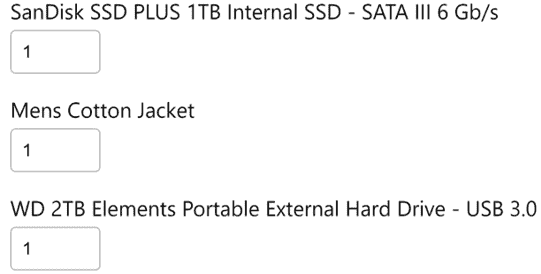 SanDisk SSD PLUS 1TB Internal SSD - SATA III 6 Gb/s
1
Mens Cotton Jacket
1
WD 2TB Elements Portable External Hard Drive - USB 3.0
1